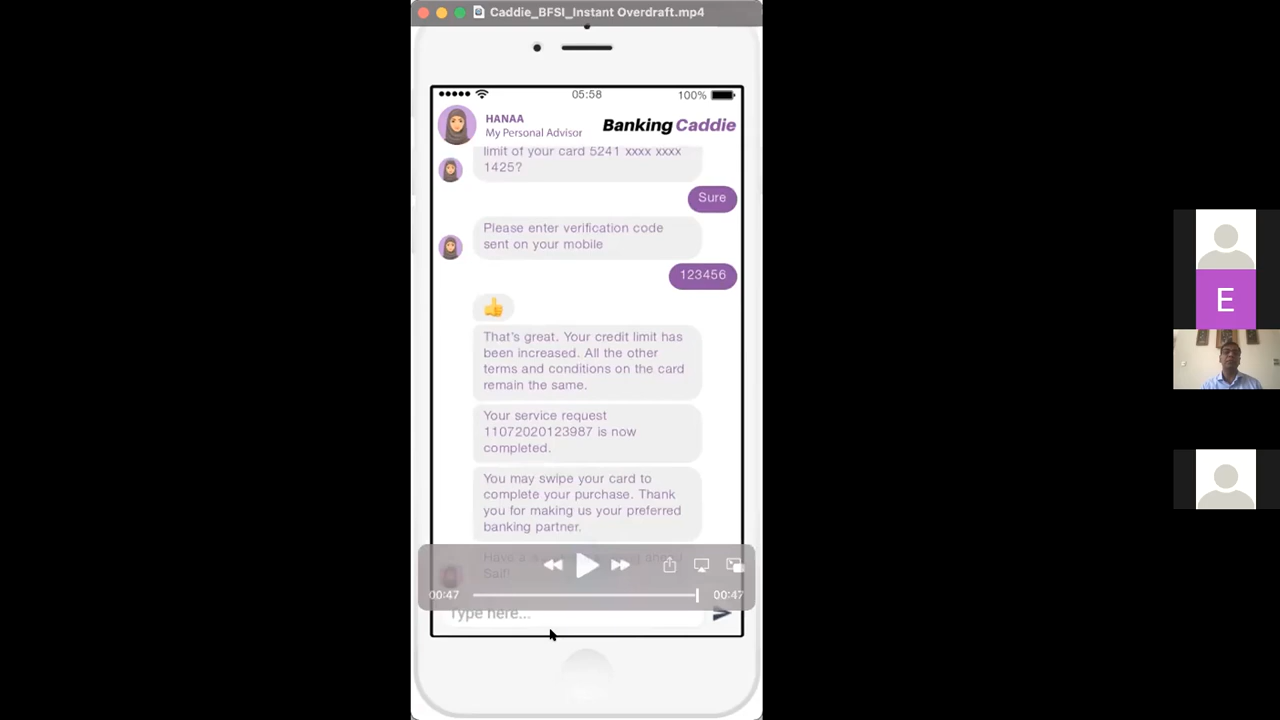 Caddie_BFSI_Instant Overdraft.mp4
05:58
100%
HANAA
My Personal Advisor
Banking Caddie
limit of your card 5241 xxxx xxxx
1425?
Sure
Please enter verification code
sent on your mobile
123456
That's great. Your credit limit has
been increased. All the other
terms and conditions on the card
remain the same.
Your service request
11072020123987 is now
completed.
You may swipe your card to
complete your purchase. Thank
you for making us your preferred
banking partner.
Have a
Saif!
00:47
00:47
Type here...
E